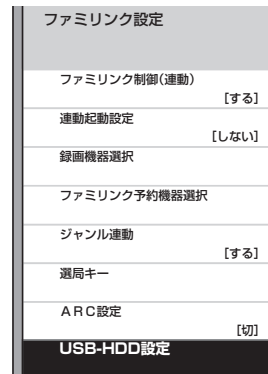 ファミリンク設定
ファミリンク制御(連動)
[する]
連動起動設定
[しない]
録画機器選択
ファミリンク予約機器選択
ジャンル連動
[する]
選局キー
ＡＲＣ設定
[切]
USB-HDD設定